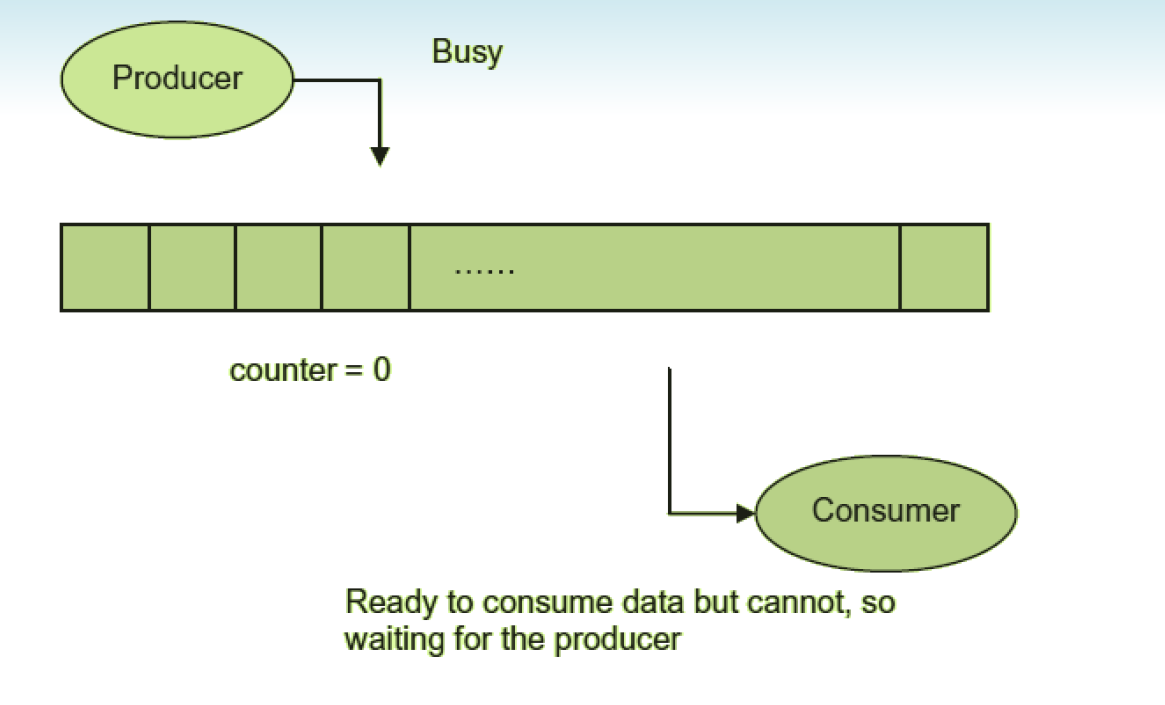 Busy
Producer
......
counter = 0
Consumer
Ready to consume data but cannot, so
waiting for the producer